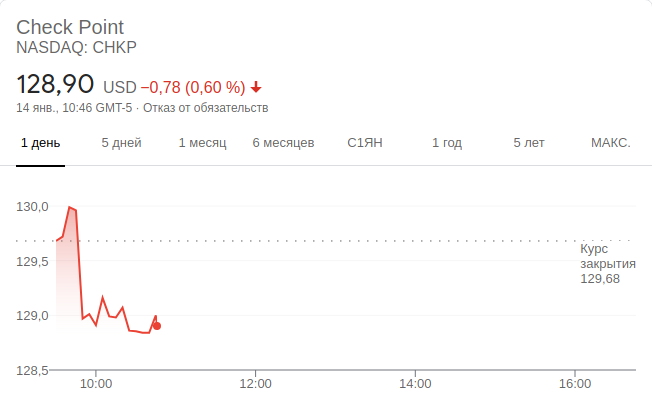 Check Point
NASDAQ: CHKP
128,90 USD −0,78 (0,60 %)
14 янв., 10:46 GMT-5 · Отказ от обязательств
1 день 5 дней 1 месяц 6 месяцев С1ЯН 1 год 5 лет МАКС.
130,0
Курс
закрытия
129,68
129,5
129,0
128,5
10:00 12:00 14:00 16:00